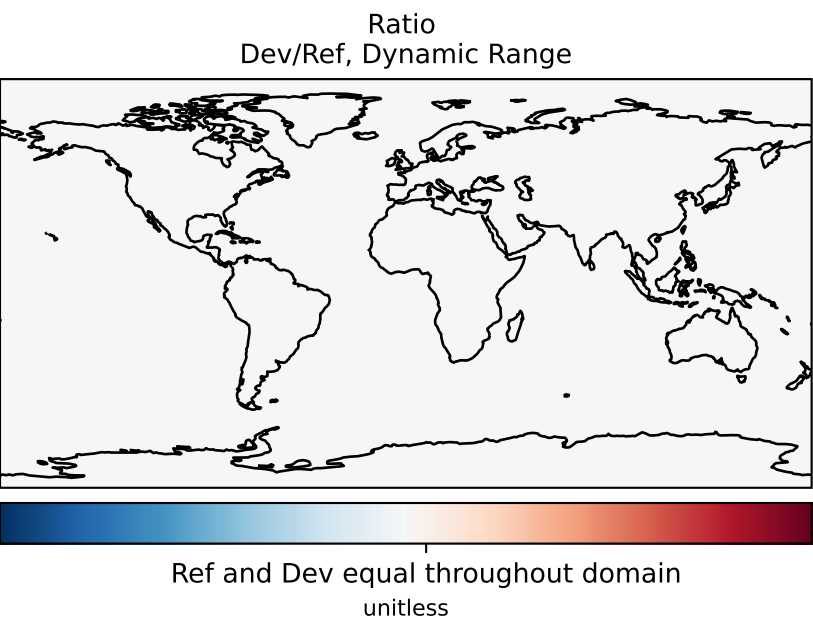 Ratio
Dev/Ref, Dynamic Range
Ref and Dev equal throughout domain
unitless